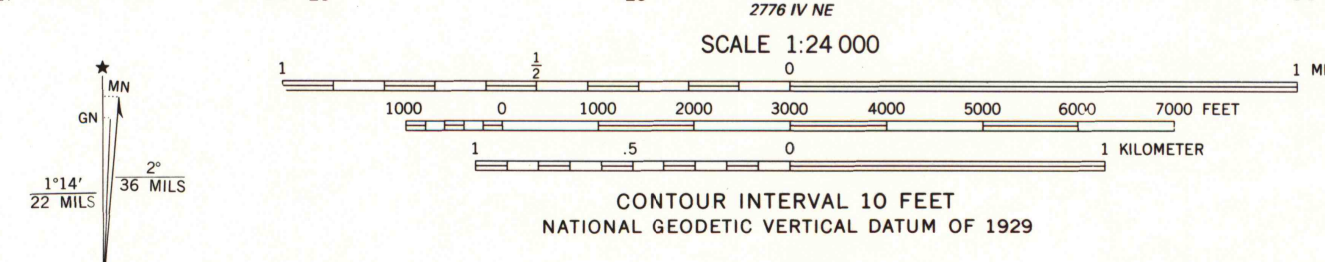 2776 IV NE
SCALE 1:24 000
1 1/2 0 1
1000 0 1000 2000 3000 4000 5000 6000 7000 FEET
1 .5 0 1 KILOMETER
CONTOUR INTERVAL 10 FEET
NATIONAL GEODETIC VERTICAL DATUM OF 1929
MN
GN
1°14′
22 MILS
2°
36 MILS